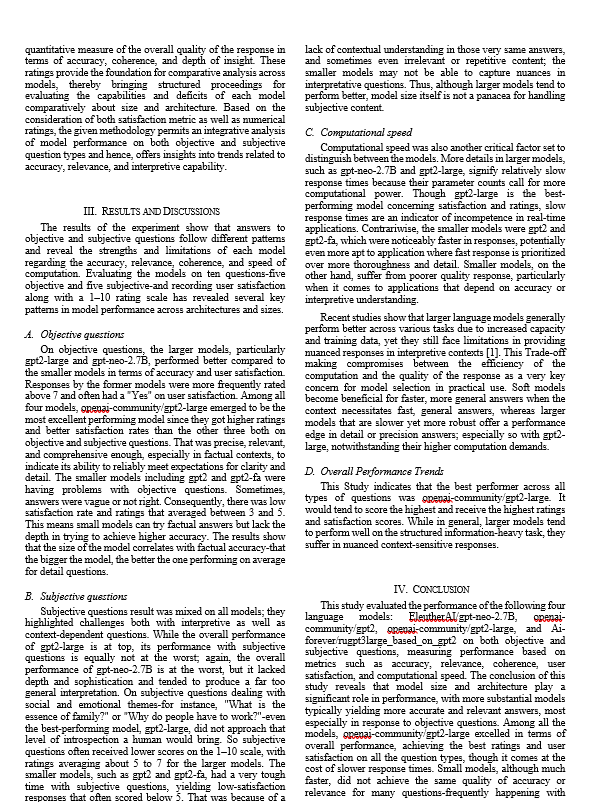 quantitative measure of the overall quality of the response in
terms of accuracy, coherence, and depth of insight. These
ratings provide the foundation for comparative analysis across
models, thereby bringing structured proceedings for
evaluating the capabilities and deficits of each model
comparatively about size and architecture. Based on the
consideration of both satisfaction metric as well as numerical
ratings, the given methodology permits an integrative analysis
of model performance on both objective and subjective
question types and hence, offers insights into trends related to
accuracy, relevance, and interpretive capability.
III. RESULTS AND DISCUSSIONS
The results of the experiment show that answers to
objective and subjective questions follow different patterns
and reveal the strengths and limitations of each model
regarding the accuracy, relevance, coherence, and speed of
computation. Evaluating the models on ten questions-five
objective and five subjective-and recording user satisfaction
along with a 1–10 rating scale has revealed several key
patterns in model performance across architectures and sizes.
A. Objective questions
On objective questions, the larger models, particularly
gpt2-large and gpt-neo-2.7B, performed better compared to
the smaller models in terms of accuracy and user satisfaction.
Responses by the former models were more frequently rated
above 7 and often had a "Yes" on user satisfaction. Among all
four models, openai-community/gpt2-large emerged to be the
most excellent performing model since they got higher ratings
and better satisfaction rates than the other three both on
objective and subjective questions. That was precise, relevant,
and comprehensive enough, especially in factual contexts, to
indicate its ability to reliably meet expectations for clarity and
detail. The smaller models including gpt2 and gpt2-fa were
having problems with objective questions. Sometimes,
answers were vague or not right. Consequently, there was low
satisfaction rate and ratings that averaged between 3 and 5.
This means small models can try factual answers but lack the
depth in trying to achieve higher accuracy. The results show
that the size of the model correlates with factual accuracy-that
the bigger the model, the better the one performing on average
for detail questions.
B. Subjective questions
Subjective questions result was mixed on all models; they
highlighted challenges both with interpretive as well as
context-dependent questions. While the overall performance
of gpt2-large is at top, its performance with subjective
questions is equally not at the worst; again, the overall
performance of gpt-neo-2.7B is at the worst, but it lacked
depth and sophistication and tended to produce a far too
general interpretation. On subjective questions dealing with
social and emotional themes-for instance, "What is the
essence of family?" or "Why do people have to work?"-even
the best-performing model, gpt2-large, did not approach that
level of introspection a human would bring. So subjective
questions often received lower scores on the 1–10 scale, with
ratings averaging about 5 to 7 for the larger models. The
smaller models, such as gpt2 and gpt2-fa, had a very tough
time with subjective questions, yielding low-satisfaction
responses that often scored below 5. That was because of a
lack of contextual understanding in those very same answers,
and sometimes even irrelevant or repetitive content; the
smaller models may not be able to capture nuances in
interpretative questions. Thus, although larger models tend to
perform better, model size itself is not a panacea for handling
subjective content.
C. Computational speed
Computational speed was also another critical factor set to
distinguish between the models. More details in larger models,
such as gpt-neo-2.7B and gpt2-large, signify relatively slow
response times because their parameter counts call for more
computational power. Though gpt2-large is the best-
performing model concerning satisfaction and ratings, slow
response times are an indicator of incompetence in real-time
applications. Contrariwise, the smaller models were gpt2 and
gpt2-fa, which were noticeably faster in responses, potentially
even more apt to application where fast response is prioritized
over more thoroughness and detail. Smaller models, on the
other hand, suffer from poorer quality response, particularly
when it comes to applications that depend on accuracy or
interpretive understanding.
Recent studies show that larger language models generally
perform better across various tasks due to increased capacity
and training data, yet they still face limitations in providing
nuanced responses in interpretive contexts [1]. This Trade-off
making compromises between the efficiency of the
computation and the quality of the response as a very key
concern for model selection in practical use. Soft models
become beneficial for faster, more general answers when the
context necessitates fast, general answers, whereas larger
models that are slower yet more robust offer a performance
edge in detail or precision answers; especially so with gpt2-
large, notwithstanding their higher computation demands.
D. Overall Performance Trends
This Study indicates that the best performer across all
types of questions was openai-community/gpt2-large. It
would tend to score the highest and receive the highest ratings
and satisfaction scores. While in general, larger models tend
to perform well on the structured information-heavy task, they
suffer in nuanced context-sensitive responses.
IV. CONCLUSION
This study evaluated the performance of the following four
language models: EleutherAI/gpt-neo-2.7B, openai-
community/gpt2, openai-community/gpt2-large, and Ai-
forever/rugpt3large_based_on_gpt2 on both objective and
subjective questions, measuring performance based on
metrics such as accuracy, relevance, coherence, user
satisfaction, and computational speed. The conclusion of this
study reveals that model size and architecture play a
significant role in performance, with more substantial models
typically yielding more accurate and relevant answers, most
especially in response to objective questions. Among all the
models, openai-community/gpt2-large excelled in terms of
overall performance, achieving the best ratings and user
satisfaction on all the question types, though it comes at the
cost of slower response times. Small models, although much
faster, did not achieve the same quality of accuracy or
relevance for many questions-frequently happening with